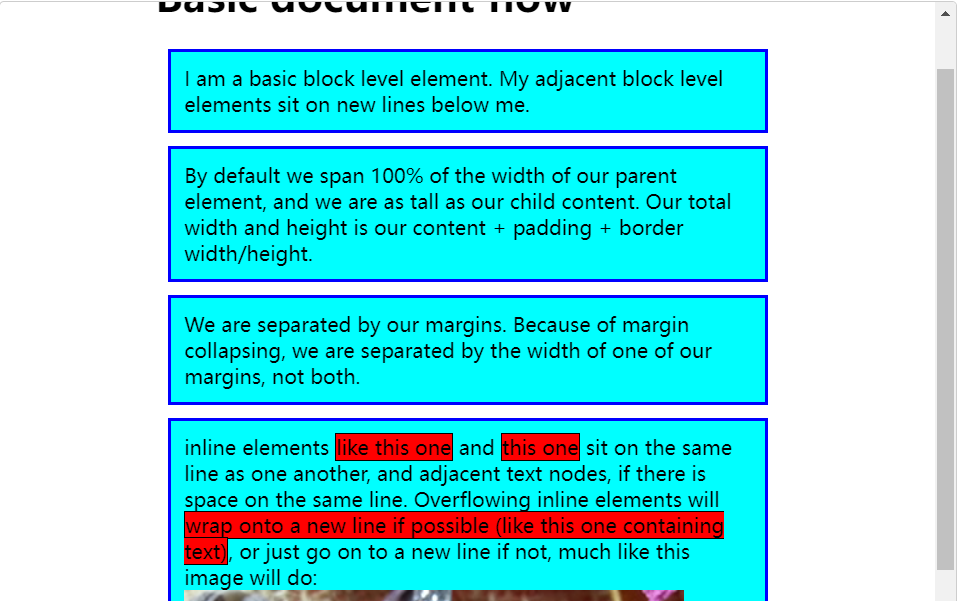 Basic document flow
I am a basic block level element. My adjacent block level
elements sit on new lines below me.
By default we span 100% of the width of our parent
element, and we are as tall as our child content. Our total
width and height is our content + padding + border
width/height.
We are separated by our margins. Because of margin
collapsing, we are separated by the width of one of our
margins, not both.
inline elements like this one and this one sit on the same
line as one another, and adjacent text nodes, if there is
space on the same line. Overflowing inline elements will
wrap onto a new line if possible (like this one containing
text), or just go on to a new line if not, much like this
image will do: